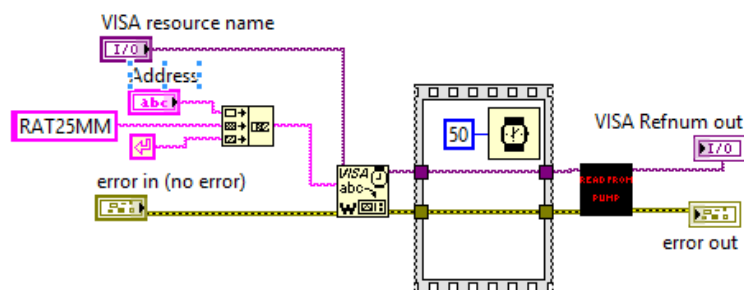 VISA resource name
I/O
Address
abc
RAT25MM
50
VISA Refnum out
I/O
error in (no error)
VISA
abc
W
READ FROM
PUMP
error out